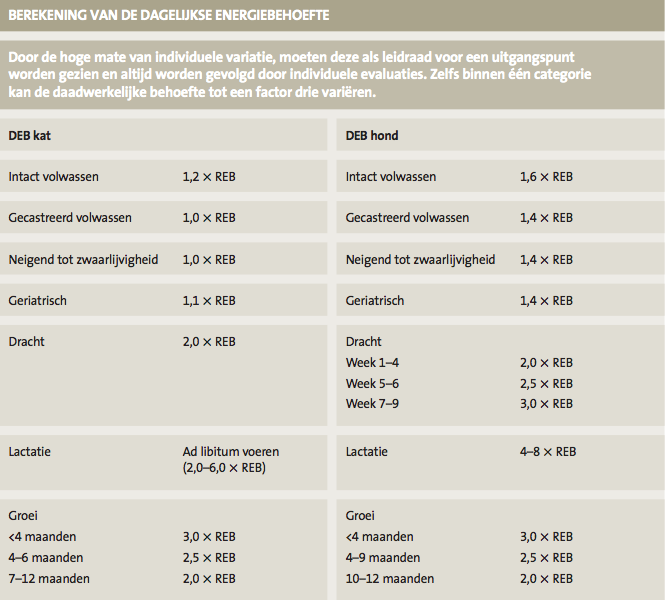 BEREKENING VAN DE DAGELIJKSE ENERGIEBEHOEFTE
Door de hoge mate van individuele variatie, moeten deze als leidraad voor een uitgangspunt
worden gezien en altijd worden gevolgd door individuele evaluaties. Zelfs binnen één categorie
kan de daadwerkelijke behoefte tot een factor drie variëren.
DEB kat
Intact volwassen 1,2 × REB
Gecastreerd volwassen 1,0 × REB
Neigend tot zwaarlijvigheid 1,0 × REB
Geriatrisch 1,1 × REB
Dracht 2,0 × REB
Lactatie Ad libitum voeren
(2,0–6,0 × REB)
Groei
<4 maanden 3,0 × REB
4–6 maanden 2,5 × REB
7–12 maanden 2,0 × REB
DEB hond
Intact volwassen 1,6 × REB
Gecastreerd volwassen 1,4 × REB
Neigend tot zwaarlijvigheid 1,4 × REB
Geriatrisch 1,4 × REB
Dracht
Week 1–4 2,0 × REB
Week 5–6 2,5 × REB
Week 7–9 3,0 × REB
Lactatie 4–8 × REB
Groei
<4 maanden 3,0 × REB
4–9 maanden 2,5 × REB
10–12 maanden 2,0 × REB